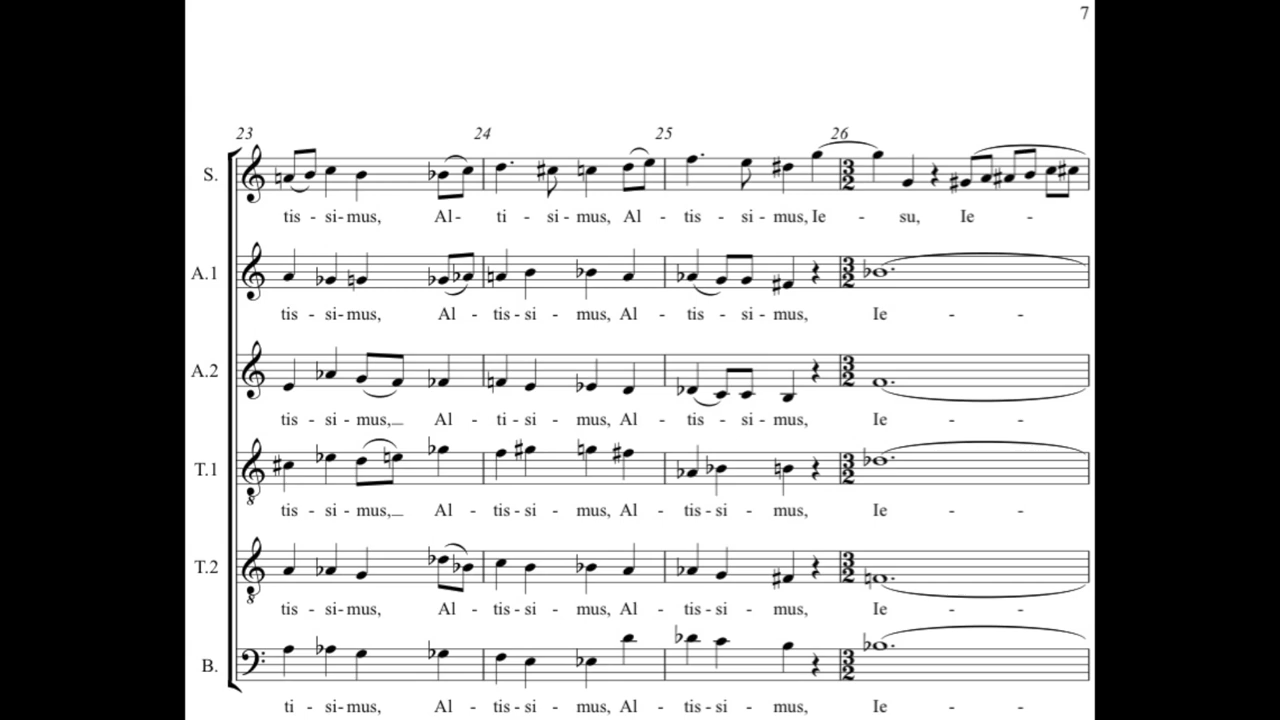 7
23 24 25 26
S.
tis - si - mus, Al - ti - si - mus, Al - tis - si - mus, Ie - su, Ie -
A.1
tis - si - mus, Al - tis - si - mus, Al - tis - si - mus, Ie - -
A.2
tis - si - mus,_ Al - ti - si - mus, Al - tis - si - mus, Ie - -
T.1
tis - si - mus,_ Al - tis - si - mus, Al - tis - si - mus, Ie - -
T.2
tis - si - mus, Al - tis - si - mus, Al - tis - si - mus, Ie - -
B.
ti - si - mus, Al - tis - si - mus, Al - tis - si - mus, Ie - -